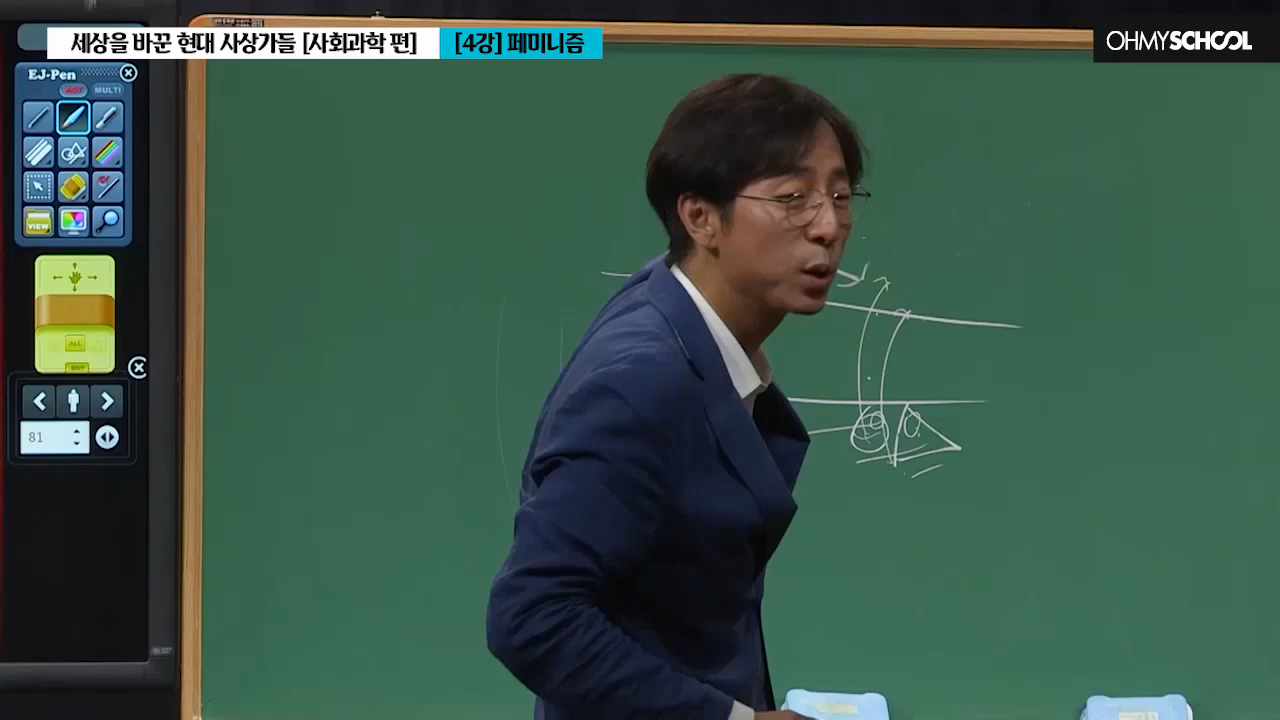 세상을 바꾼 현대 사상가들 [사회과학 편] [4강] 페미니즘
OHMYSCHOOL
EJ-Pen
ACT MULTI
VIEW
ALL
EXIT
81